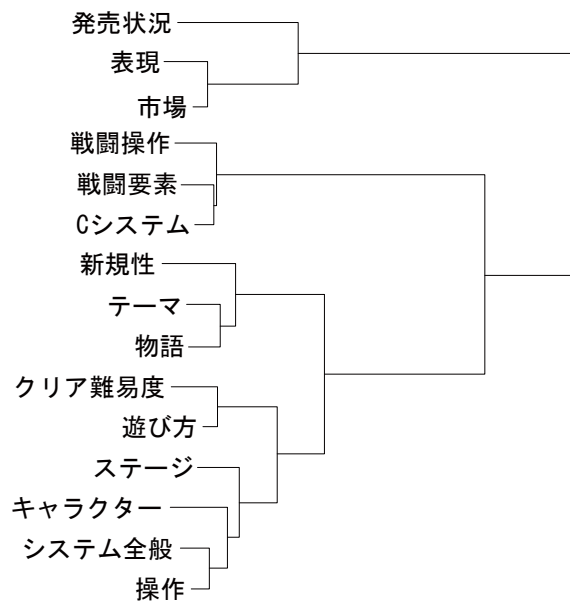 発売状況
表現
市場
戦闘操作
戦闘要素
Cシステム
新規性
テーマ
物語
クリア難易度
遊び方
ステージ
キャラクター
システム全般
操作